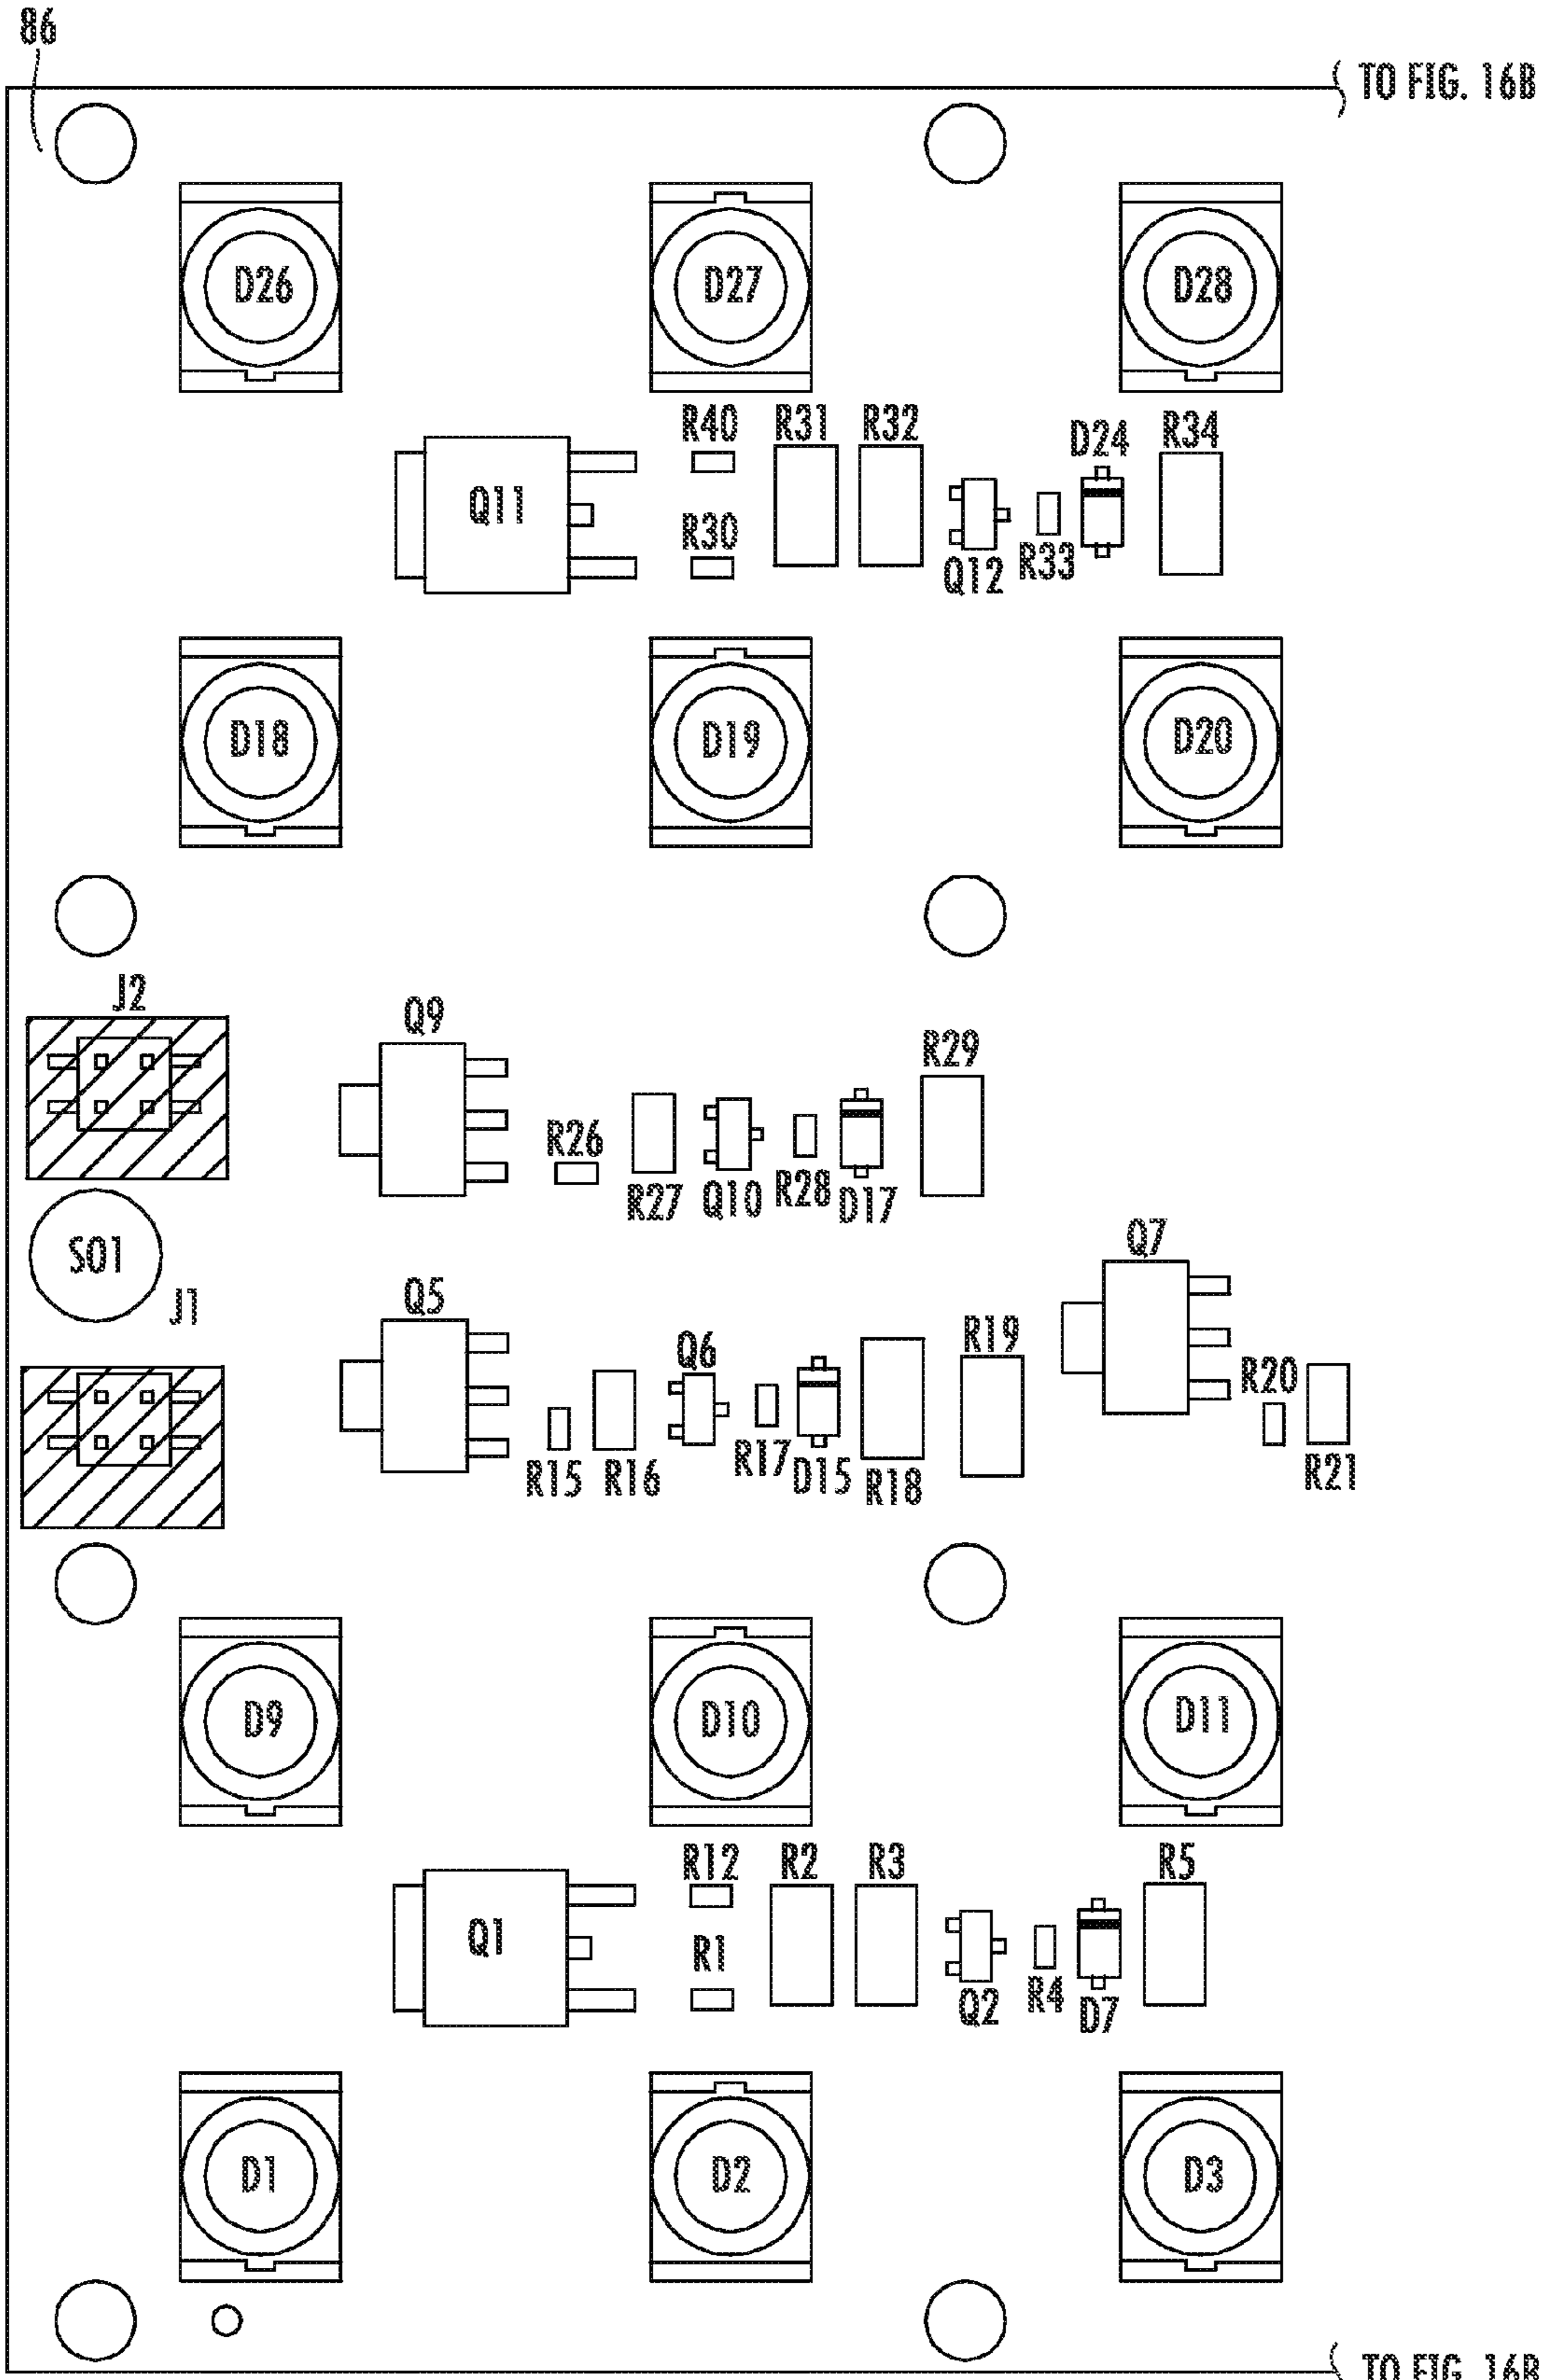 86
TO FIG. 16B
D26 D27 D28
R40 R31 R32 D24 R34
Q11
R30
Q12 R33
D18 D19 D20
J2
Q9
R29
R26
R27 Q10 R28 D17
S01
J1
Q7
Q5
Q6 R19
R20
R15 R16 R17 D15 R18 R21
D9 D10 D11
R12 R2 R3 R5
Q1 R1
Q2 R4 D7
D1 D2 D3
TO FIG. 16B